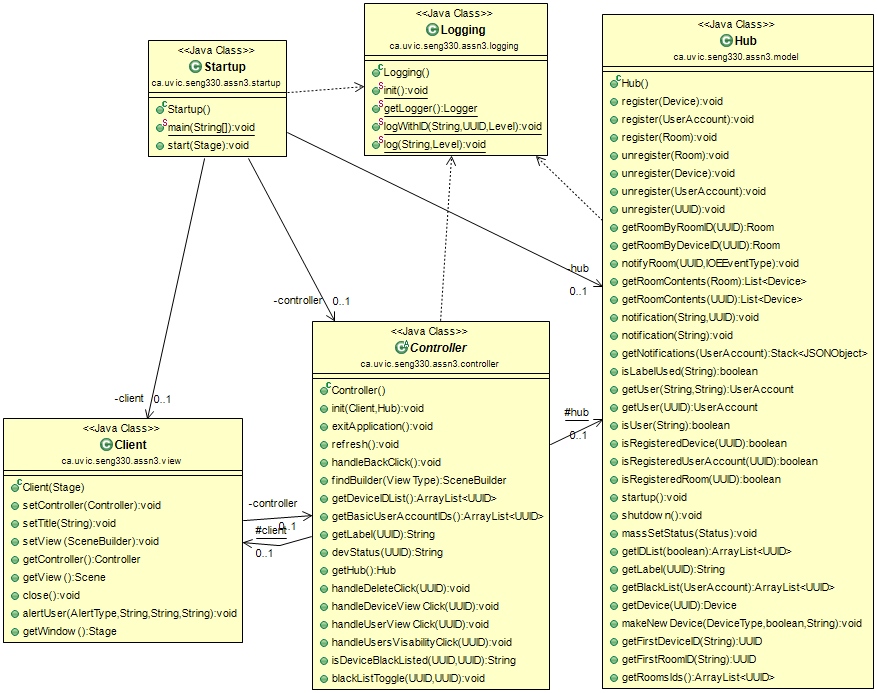 <<Java Class>>
Startup
ca.uvic.seng330.assn3.startup
Startup()
main(String[]):void
start(Stage):void
<<Java Class>>
Logging
ca.uvic.seng330.assn3.logging
Logging()
init():void
getLogger():Logger
logWithID(String,UUID,Level):void
log(String,Level):void
<<Java Class>>
Hub
ca.uvic.seng330.assn3.model
Hub()
register(Device):void
register(UserAccount):void
register(Room):void
unregister(Room):void
unregister(Device):void
unregister(UserAccount):void
unregister(UUID):void
getRoomByRoomID(UUID):Room
getRoomByDeviceID(UUID):Room
notifyRoom(UUID,IOEEventType):void
getRoomContents(Room):List<Device>
getRoomContents(UUID):List<Device>
notification(String,UUID):void
notification(String):void
getNotifications(UserAccount):Stack<JSONObject>
isLabelUsed(String):boolean
getUser(String,String):UserAccount
getUser(UUID):UserAccount
isUser(String):boolean
isRegisteredDevice(UUID):boolean
isRegisteredUserAccount(UUID):boolean
isRegisteredRoom(UUID):boolean
startup():void
shutdown():void
massSetStatus(Status):void
getIDList(boolean):ArrayList<UUID>
getLabel(UUID):String
getBlackList(UserAccount):ArrayList<UUID>
getDevice(UUID):Device
makeNewDevice(DeviceType,boolean,String):void
getFirstDeviceID(String):UUID
getFirstRoomID(String):UUID
getRoomsIds():ArrayList<UUID>
-hub
0..1
-controller 0..1
-client 0..1
<<Java Class>>
Controller
ca.uvic.seng330.assn3.controller
Controller()
init(Client,Hub):void
exitApplication():void
refresh():void
handleBackClick():void
findBuilder(ViewType):SceneBuilder
getDeviceIDList():ArrayList<UUID>
getBasicUserAccountIDs():ArrayList<UUID>
getLabel(UUID):String
devStatus(UUID):String
getHub():Hub
handleDeleteClick(UUID):void
handleDeviceViewClick(UUID):void
handleUserViewClick(UUID):void
handleUsersVisabilityClick(UUID):void
isDeviceBlackListed(UUID,UUID):String
blackListToggle(UUID,UUID):void
#hub
0..1
<<Java Class>>
Client
ca.uvic.seng330.assn3.view
Client(Stage)
setController(Controller):void
setTitle(String):void
setView(SceneBuilder):void
getController():Controller
getView():Scene
close():void
alertUser(AlertType,String,String,String):void
getWindow():Stage
-controller
0..1
#client
0..1